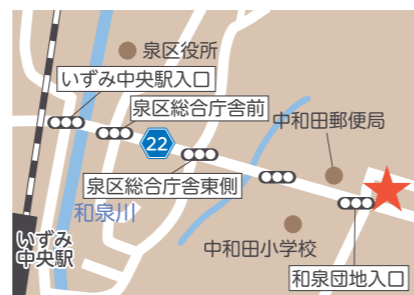 泉区役所
いずみ中央駅入口
泉区総合庁舎前
中和田郵便局
22
泉区総合庁舎東側
和泉川
いずみ
中央駅
中和田小学校
和泉団地入口